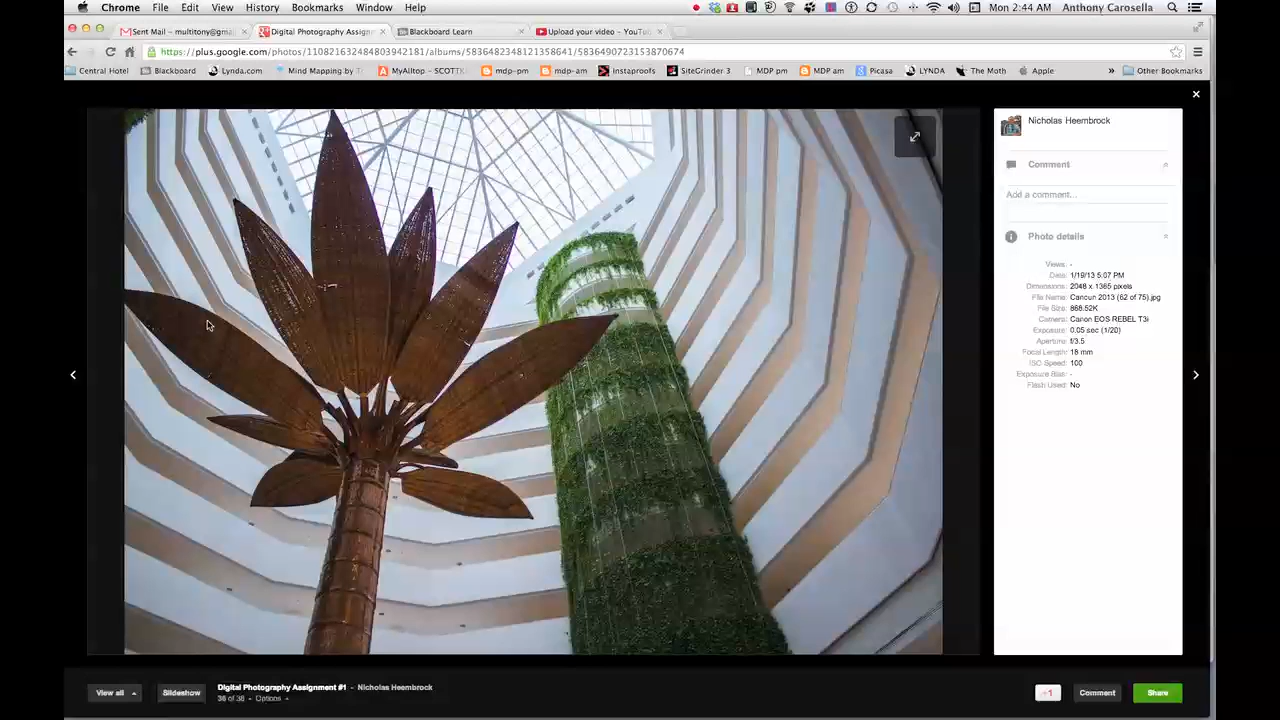 Chrome File Edit View History Bookmarks Window Help Mon 2:44 AM Anthony Carosella
Sent Mail – multitony@gmai Digital Photography Assignm Blackboard Learn Upload your video – YouTub
https://plus.google.com/photos/110821632484803942181/albums/5836482348121358641/5836490723153870674
Central Hotel Blackboard Lynda.com Mind Mapping by T MyAlltop – SCOTTK mdp-pm mdp-am Instaproofs SiteGrinder 3 MDP pm MDP am Picasa LYNDA The Moth Apple » Other Bookmarks
Nicholas Heembrock
Comment
Add a comment...
Photo details
Views: -
Date: 1/19/13 5:07 PM
Dimensions: 2048 x 1365 pixels
File Name: Cancun 2013 (62 of 75).jpg
File Size: 868.52K
Camera: Canon EOS REBEL T3i
Exposure: 0.05 sec (1/20)
Aperture: f/3.5
Focal Length: 18 mm
ISO Speed: 100
Exposure Bias: -
Flash Used: No
View all Slideshow Digital Photography Assignment #1 - Nicholas Heembrock +1 Comment Share
36 of 38 - Options